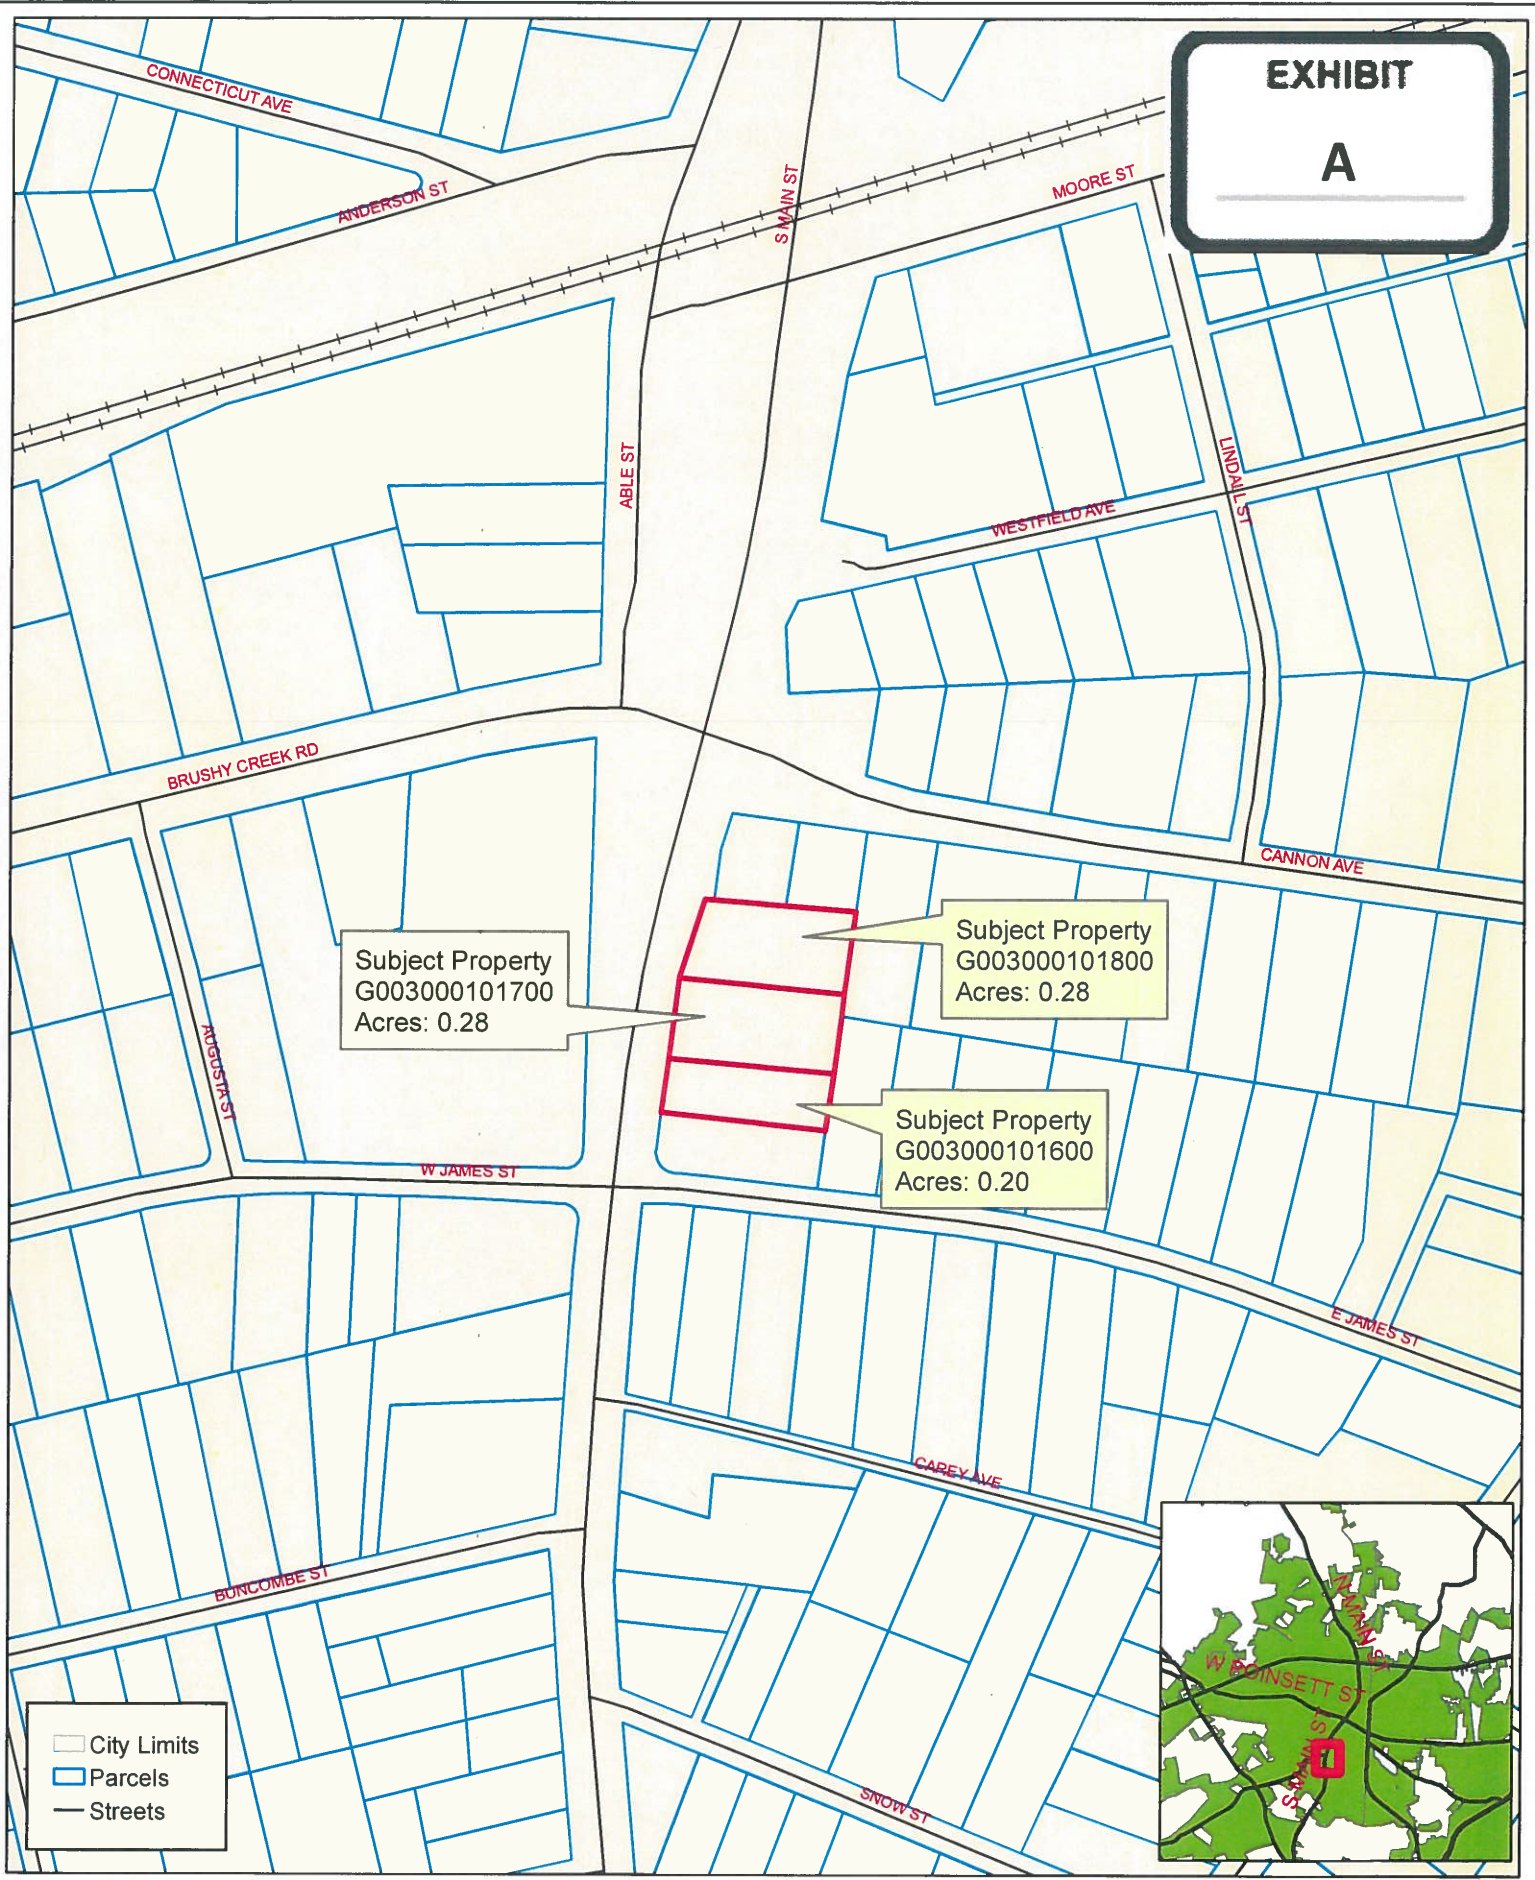 EXHIBIT
A
CONNECTICUT AVE
ANDERSON ST
S MAIN ST
MOORE ST
ABLE ST
LINDALL ST
WESTFIELD AVE
BRUSHY CREEK RD
CANNON AVE
Subject Property
G003000101800
Acres: 0.28
Subject Property
G003000101700
Acres: 0.28
AUGUSTA ST
Subject Property
G003000101600
Acres: 0.20
W JAMES ST
E JAMES ST
CAREY AVE
BUNCOMBE ST
SNOW ST
N MAIN ST
W POINSETT ST
S MAIN ST
City Limits
Parcels
Streets